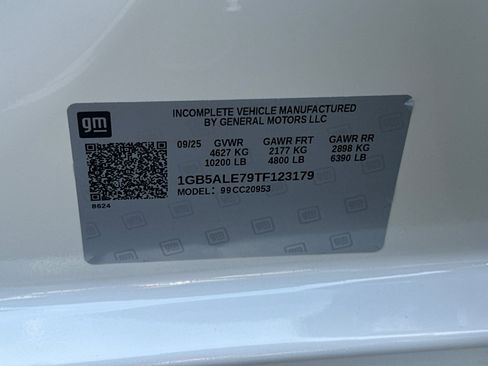 gm
INCOMPLETE VEHICLE MANUFACTURED
BY GENERAL MOTORS LLC
09/25 GVWR GAWR FRT GAWR RR
4627 KG 2177 KG 2898 KG
10200 LB 4800 LB 6390 LB
1GB5ALE79TF123179
MODEL: 99CC20953
B624